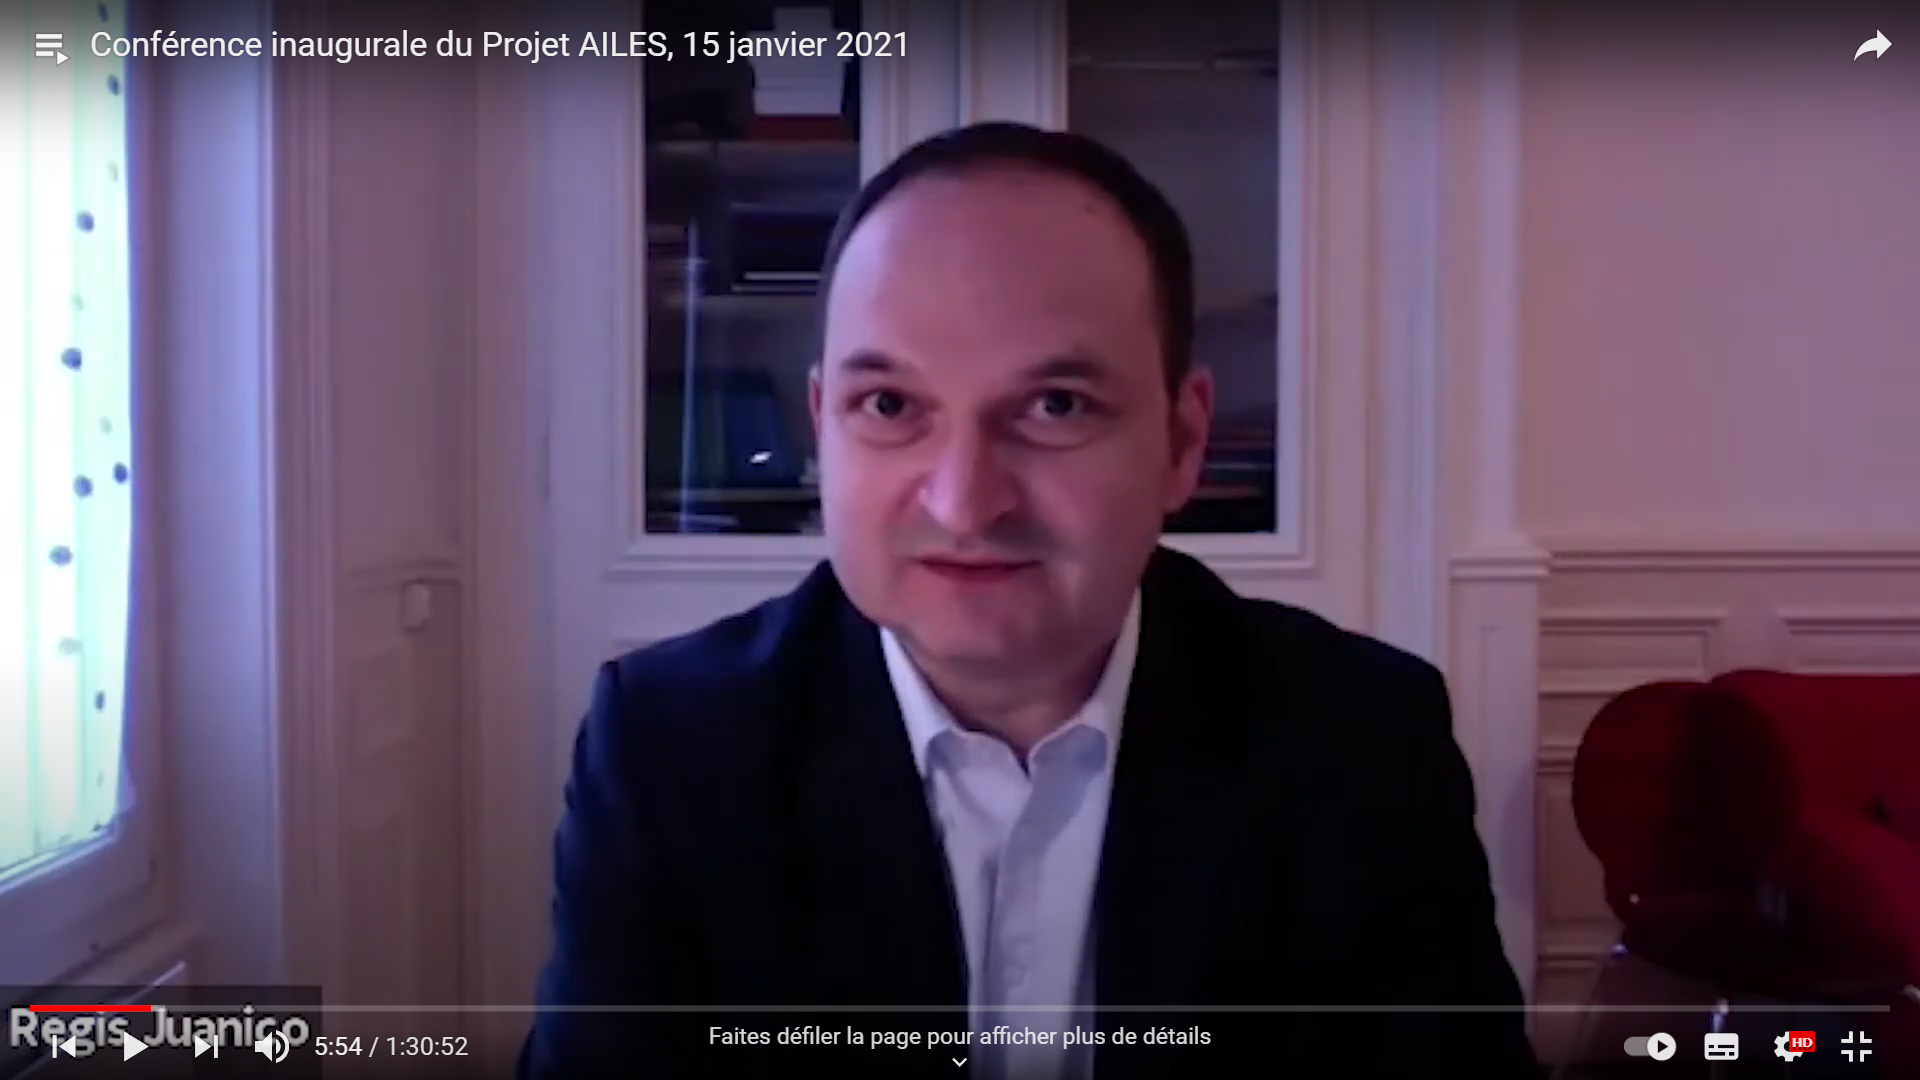 Conférence inaugurale du Projet AILES, 15 janvier 2021
Régis Juanico
5:54 / 1:30:52
Faites défiler la page pour afficher plus de détails
HD